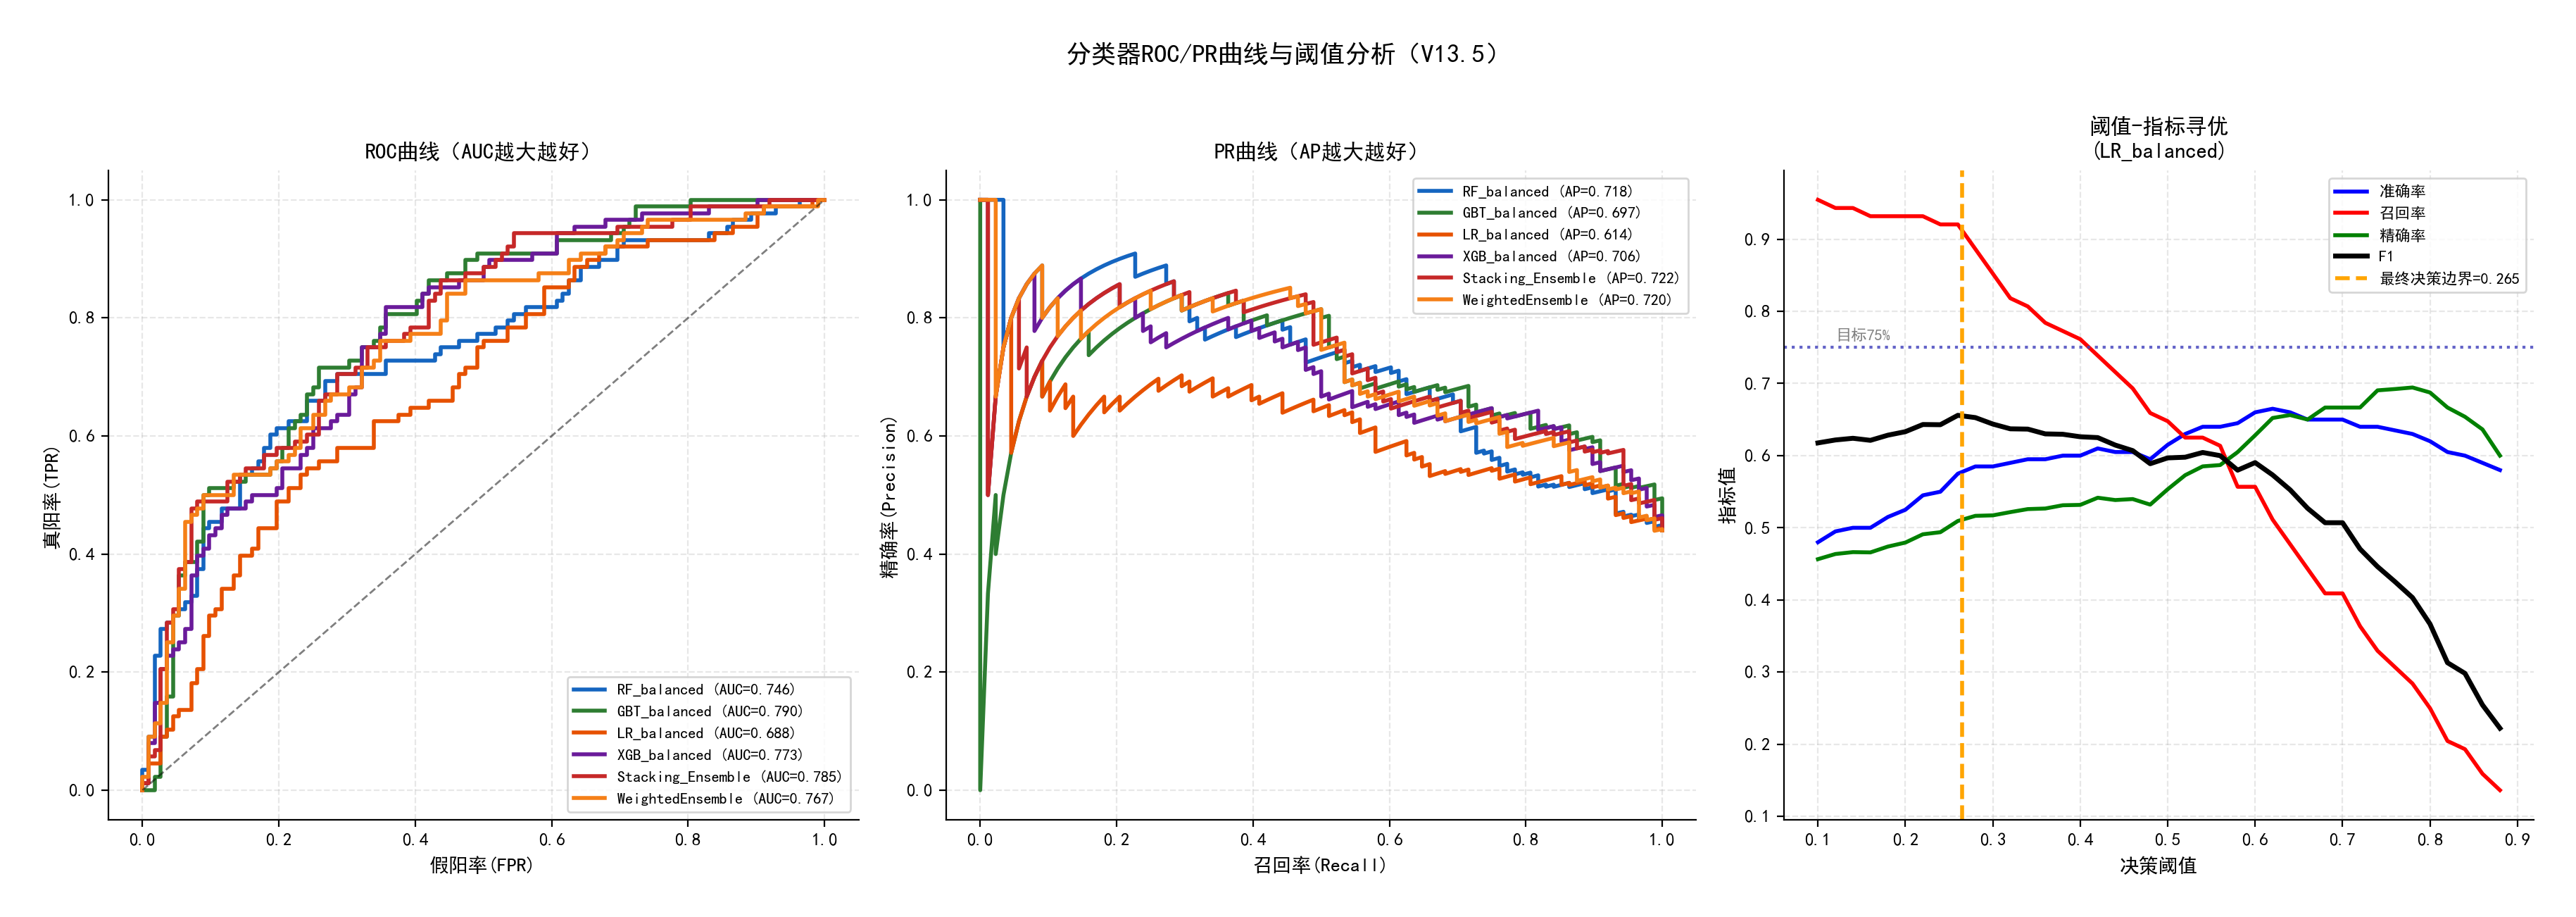 分类器ROC/PR曲线与阈值分析（V13.5）
ROC曲线（AUC越大越好）
真阳率(TPR)
1.0
0.8
0.6
0.4
0.2
0.0
0.0 0.2 0.4 0.6 0.8 1.0
假阳率(FPR)
RF_balanced (AUC=0.746)
GBT_balanced (AUC=0.790)
LR_balanced (AUC=0.688)
XGB_balanced (AUC=0.773)
Stacking_Ensemble (AUC=0.785)
WeightedEnsemble (AUC=0.767)
PR曲线（AP越大越好）
精确率(Precision)
1.0
0.8
0.6
0.4
0.2
0.0
0.0 0.2 0.4 0.6 0.8 1.0
召回率(Recall)
RF_balanced (AP=0.718)
GBT_balanced (AP=0.697)
LR_balanced (AP=0.614)
XGB_balanced (AP=0.706)
Stacking_Ensemble (AP=0.722)
WeightedEnsemble (AP=0.720)
阈值-指标寻优
(LR_balanced)
指标值
0.9
0.8
0.7
0.6
0.5
0.4
0.3
0.2
0.1
0.1 0.2 0.3 0.4 0.5 0.6 0.7 0.8 0.9
决策阈值
目标75%
准确率
召回率
精确率
F1
最终决策边界=0.265